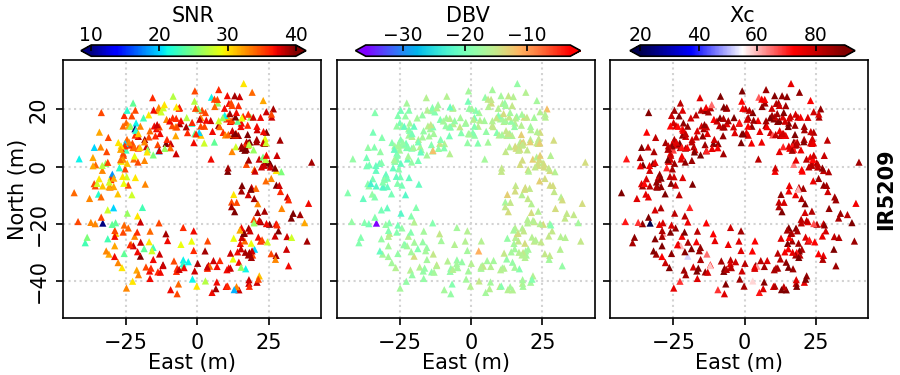 SNR DBV Xc
10 20 30 40 −30 −20 −10 20 40 60 80
North (m)
20
0
−20
−40
IR5209
−25 0 25 −25 0 25 −25 0 25
East (m) East (m) East (m)